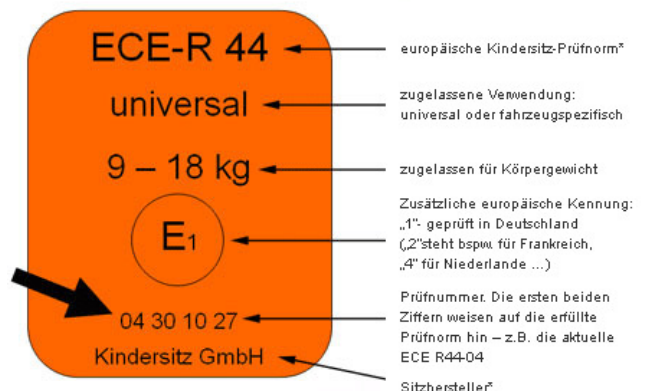 ECE-R 44
europäische Kindersitz-Prüfnorm*
universal
zugelassene Verwendung:
universal oder fahrzeugspezifisch
9 – 18 kg
zugelassen für Körpergewicht
E1
Zusätzliche europäische Kennung:
„1"- geprüft in Deutschland
(„2"steht bspw. für Frankreich,
„4" für Niederlande ...)
04 30 10 27
Prüfnummer. Die ersten beiden
Ziffern weisen auf die erfüllte
Prüfnorm hin – z.B. die aktuelle
ECE R44-04
Kindersitz GmbH
Sitzhersteller*